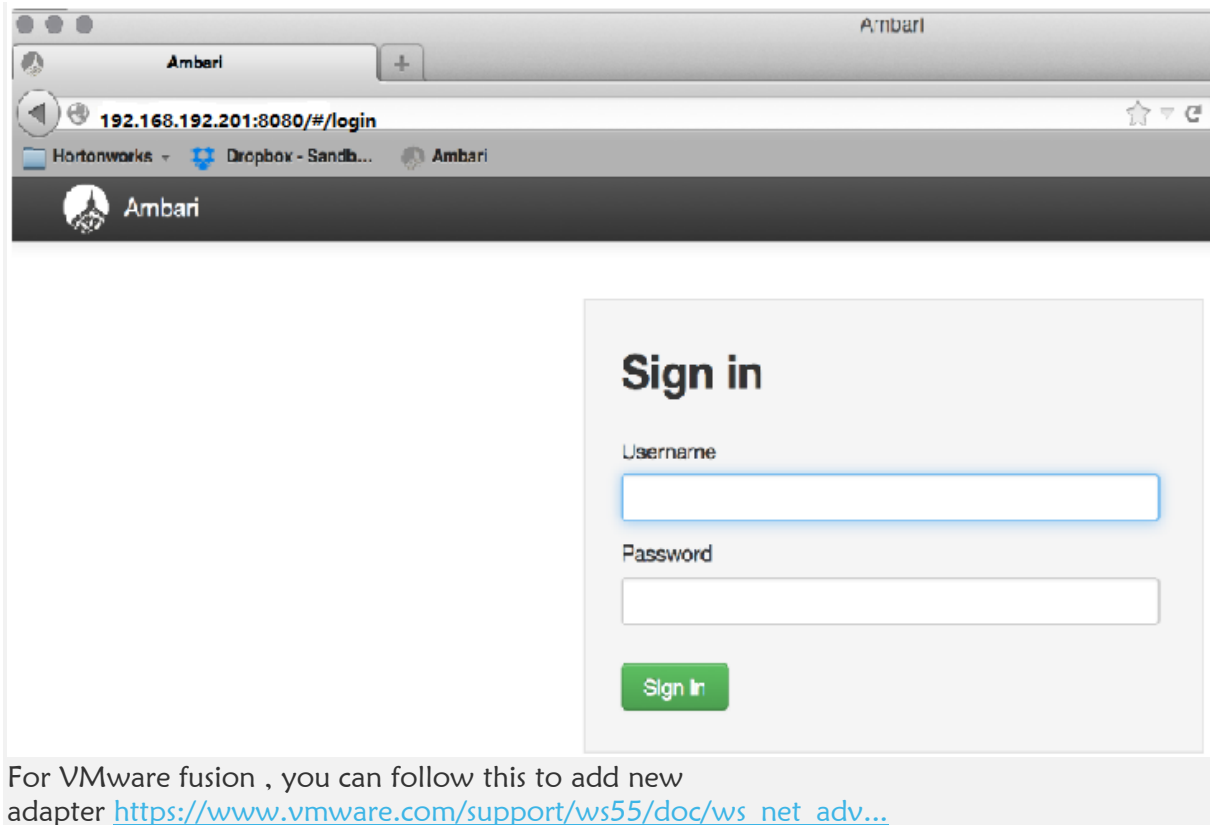 Ambari
Ambari
192.168.192.201:8080/#/login
Hortonworks Dropbox - Sandb... Ambari
Ambari
Sign in
Username
Password
Sign In
For VMware fusion , you can follow this to add new
adapter https://www.vmware.com/support/ws55/doc/ws_net_adv...